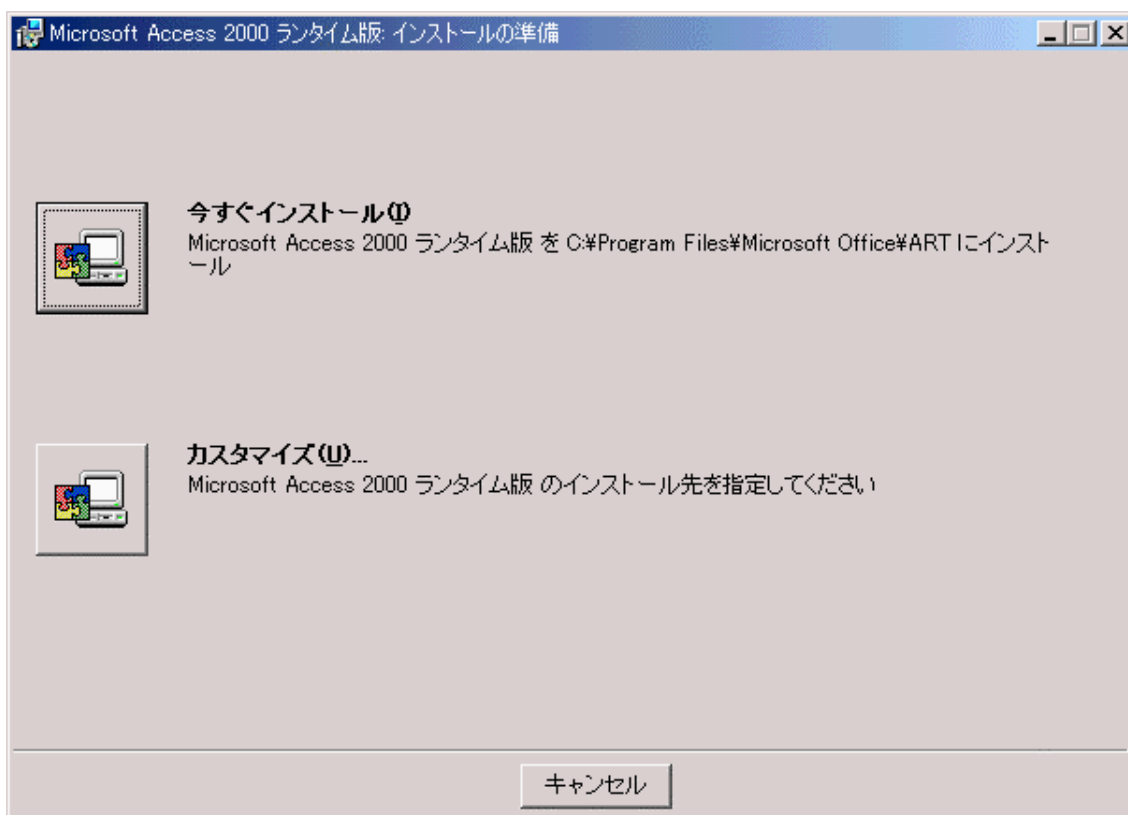 Microsoft Access 2000 ランタイム版: インストールの準備
今すぐインストール(I)
Microsoft Access 2000 ランタイム版 を C:¥Program Files¥Microsoft Office¥ART にインスト
ール
カスタマイズ(U)...
Microsoft Access 2000 ランタイム版 のインストール先を指定してください
キャンセル